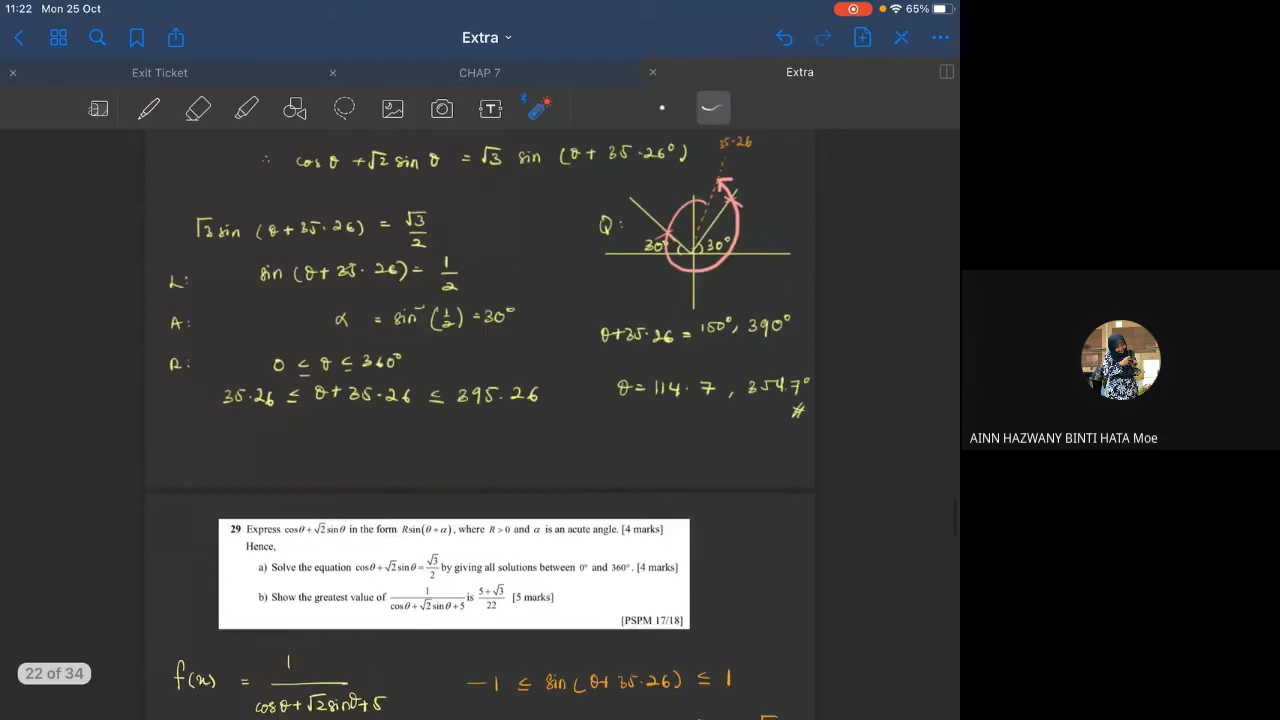 11:22 Mon 25 Oct
65%
Extra
Exit Ticket
CHAP 7
Extra
T
35.26
∴ cos θ + √2 sin θ = √3 sin (θ + 35.26°)
√3 sin (θ + 35.26) = √3/2
Q:
30° 30°
L: sin (θ + 35.26) = 1/2
A: α = sin⁻ (1/2) = 30°
θ + 35.26 = 150°, 390°
R: 0 ≤ θ ≤ 360°
35.26 ≤ θ + 35.26 ≤ 395.26
θ = 114.7, 354.7°
29 Express cosθ + √2 sinθ in the form R sin(θ + α), where R > 0 and α is an acute angle. [4 marks]
Hence,
a) Solve the equation cosθ + √2 sinθ = √3/2 by giving all solutions between 0° and 360°. [4 marks]
b) Show the greatest value of 1/(cosθ + √2 sinθ + 5) is (5+√3)/22 [5 marks]
[PSPM 17/18]
22 of 34
f(x) = 1/(cosθ + √2 sinθ + 5)
-1 ≤ sin(θ + 35.26) ≤ 1
AINN HAZWANY BINTI HATA Moe